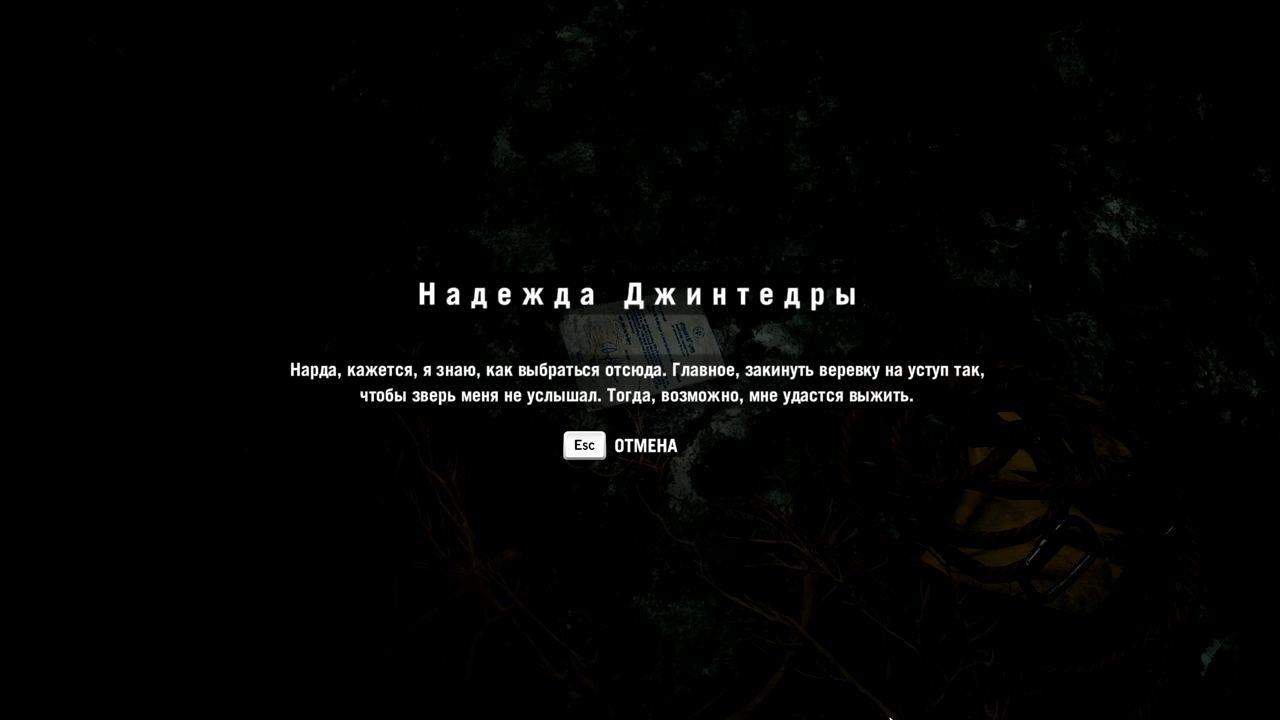 Надежда Джинтедры
Нарда, кажется, я знаю, как выбраться отсюда. Главное, закинуть веревку на уступ так,
чтобы зверь меня не услышал. Тогда, возможно, мне удастся выжить.
Esc ОТМЕНА